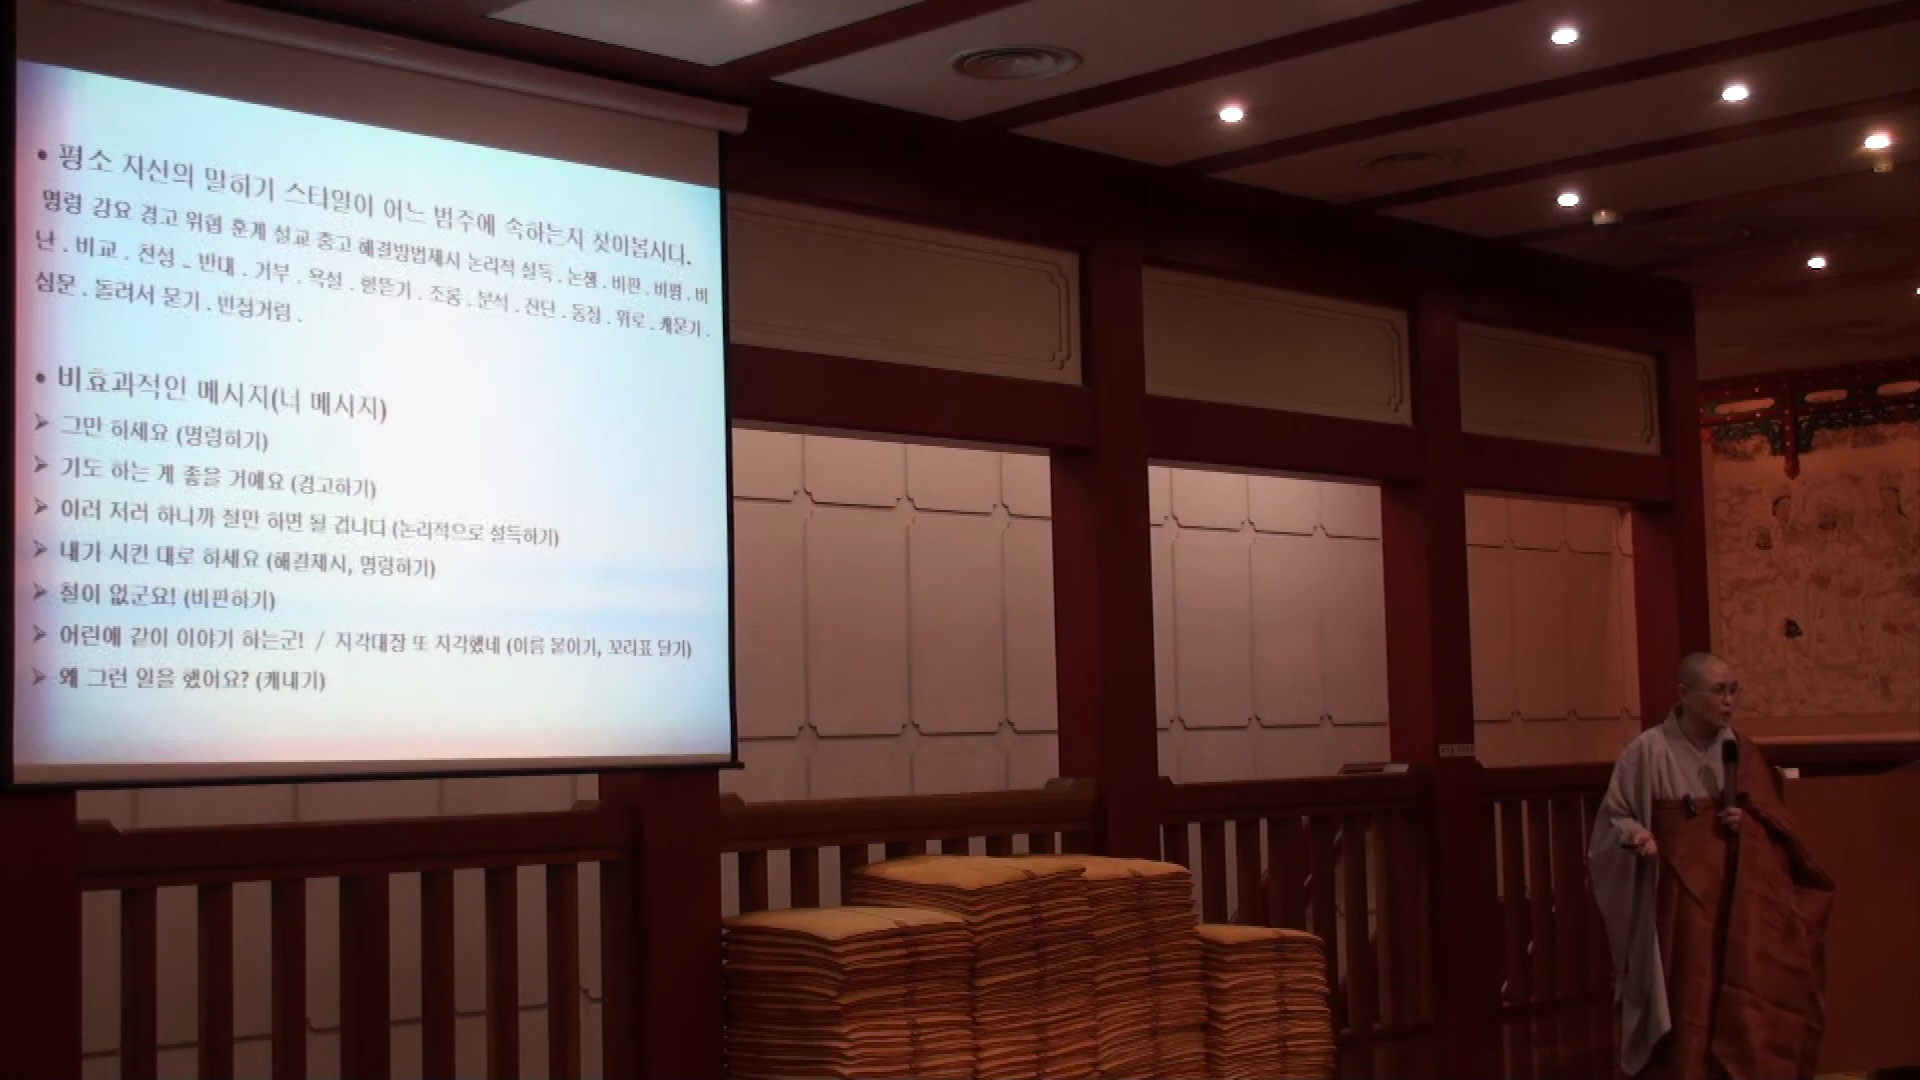 • 평소 자신의 말하기 스타일이 어느 범주에 속하는지 찾이봅시다.
명령 강요 경고 위협 훈계 설교 충고 해결방법제시 논리적 설득 . 논쟁 . 비판 . 비평 . 비
난 . 비교 . 찬성 - 반대 . 거부 . 욕설 . 헐뜯기 . 조롱 . 분석 . 진단 . 동정 . 위로 . 캐묻기 .
심문 . 돌려서 묻기 . 빈정거림 .
• 비효과적인 메시지(너 메시지)
➢ 그만 하세요 (명령하기)
➢ 기도 하는 게 좋을 거예요 (경고하기)
➢ 이러 저러 하니까 절만 하면 될 겁니다 (논리적으로 설득하기)
➢ 내가 시킨 대로 하세요 (해결제시, 명령하기)
➢ 철이 없군요! (비판하기)
➢ 어린애 같이 이야기 하는군! / 지각대장 또 지각했네 (이름 붙이기, 꼬리표 달기)
➢ 왜 그런 일을 했어요? (캐내기)